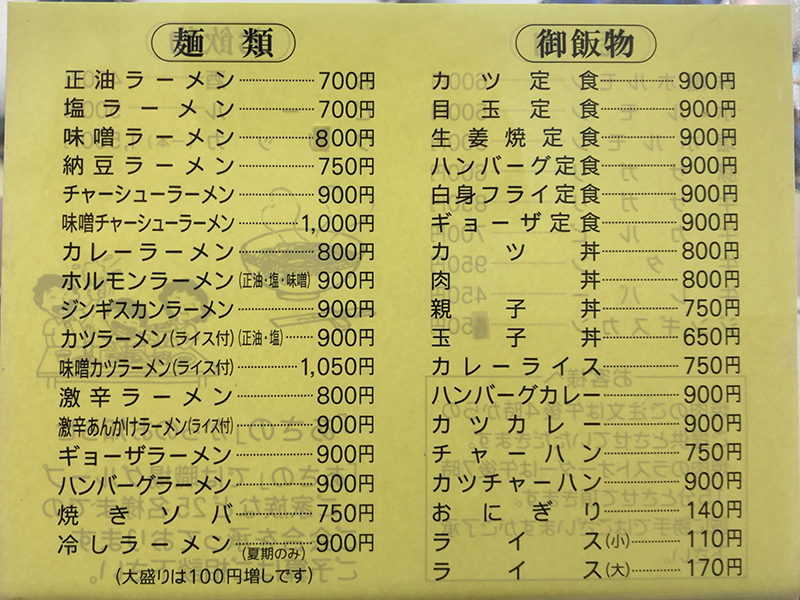 麺類
正油ラーメン……700円
塩ラーメン……700円
味噌ラーメン……800円
納豆ラーメン……750円
チャーシューラーメン……900円
味噌チャーシューラーメン……1,000円
カレーラーメン……800円
ホルモンラーメン(正油・塩・味噌) 900円
ジンギスカンラーメン……900円
カツラーメン(ライス付)(正油・塩)……900円
味噌カツラーメン(ライス付)……1,050円
激辛ラーメン……800円
激辛あんかけラーメン(ライス付)……900円
ギョーザラーメン……900円
ハンバーグラーメン……900円
焼きソバ……750円
冷しラーメン(夏期のみ)……900円
(大盛りは100円増しです)
御飯物
カツ定食……900円
目玉定食……900円
生姜焼定食……900円
ハンバーグ定食……900円
白身フライ定食……900円
ギョーザ定食……900円
カツ丼……800円
肉丼……800円
親子丼……750円
玉子丼……650円
カレーライス……750円
ハンバーグカレー……900円
カツカレー……900円
チャーハン……750円
カツチャーハン……900円
おにぎり……140円
ライス(小)……110円
ライス(大)……170円